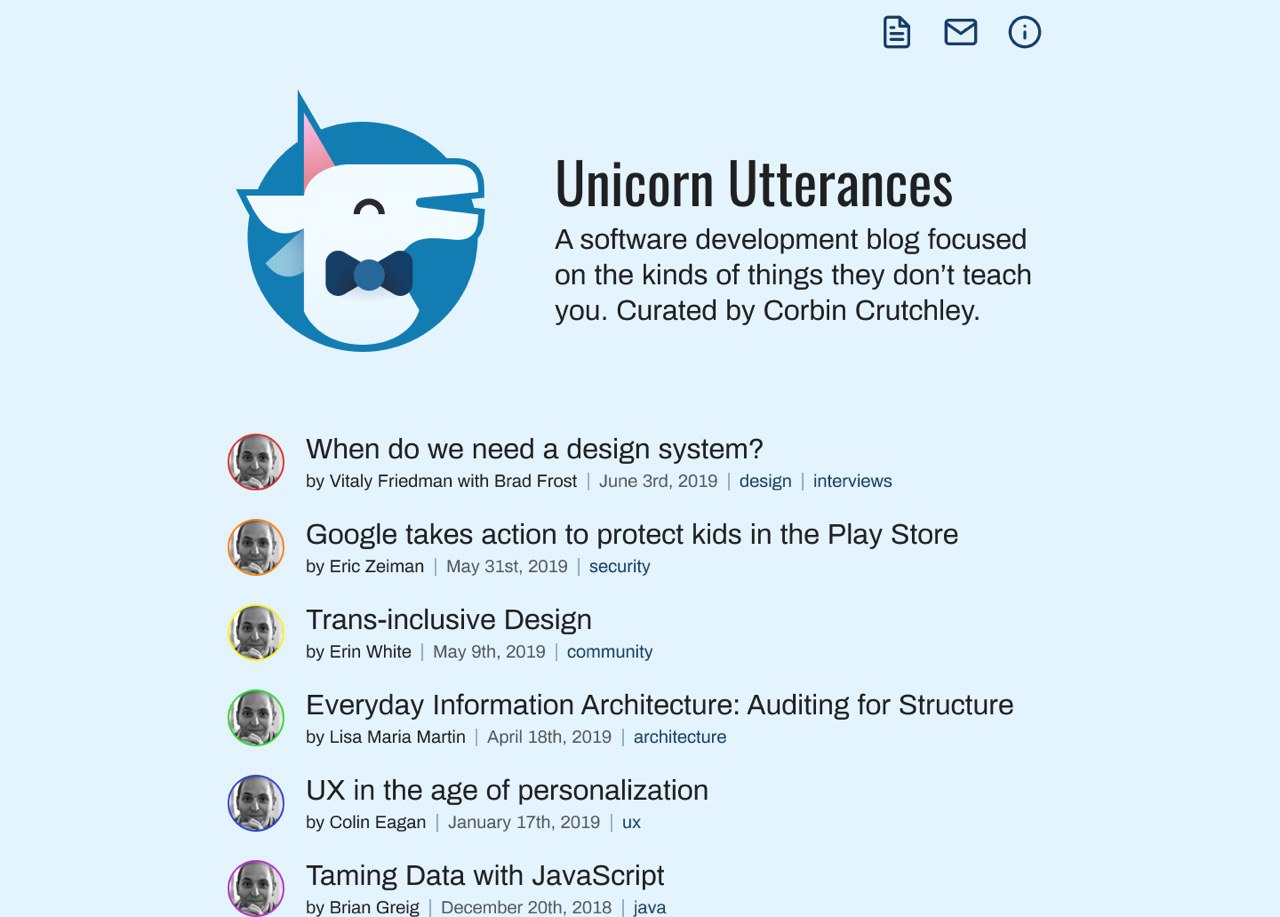 Unicorn Utterances
A software development blog focused
on the kinds of things they don’t teach
you. Curated by Corbin Crutchley.
When do we need a design system?
by Vitaly Friedman with Brad Frost | June 3rd, 2019 | design | interviews
Google takes action to protect kids in the Play Store
by Eric Zeiman | May 31st, 2019 | security
Trans-inclusive Design
by Erin White | May 9th, 2019 | community
Everyday Information Architecture: Auditing for Structure
by Lisa Maria Martin | April 18th, 2019 | architecture
UX in the age of personalization
by Colin Eagan | January 17th, 2019 | ux
Taming Data with JavaScript
by Brian Greig | December 20th, 2018 | java